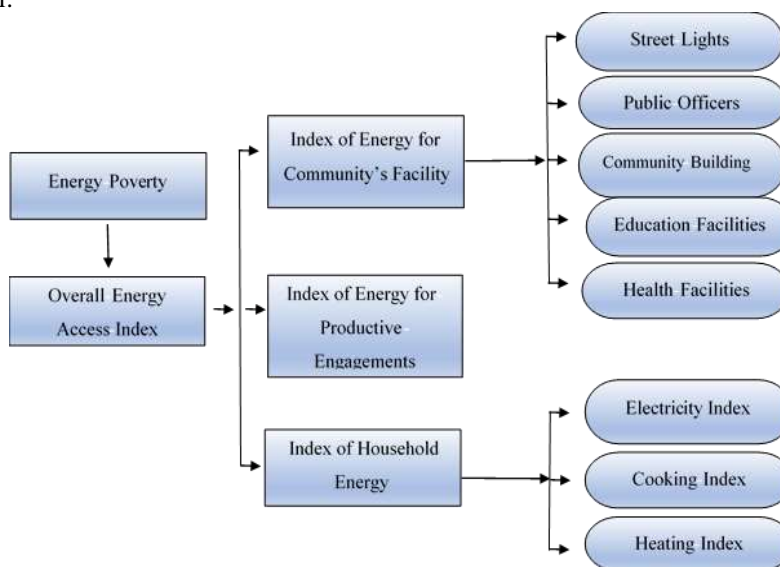 Street Lights
Public Officers
Index of Energy for
Community's Facility
Community Building
Energy Poverty
Education Facilities
Health Facilities
Overall Energy
Access Index
Index of Energy for
Productive
Engagements
Electricity Index
Index of Household
Energy
Cooking Index
Heating Index